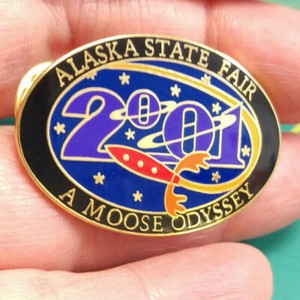 ALASKA STATE FAIR
2001
A MOOSE ODYSSEY